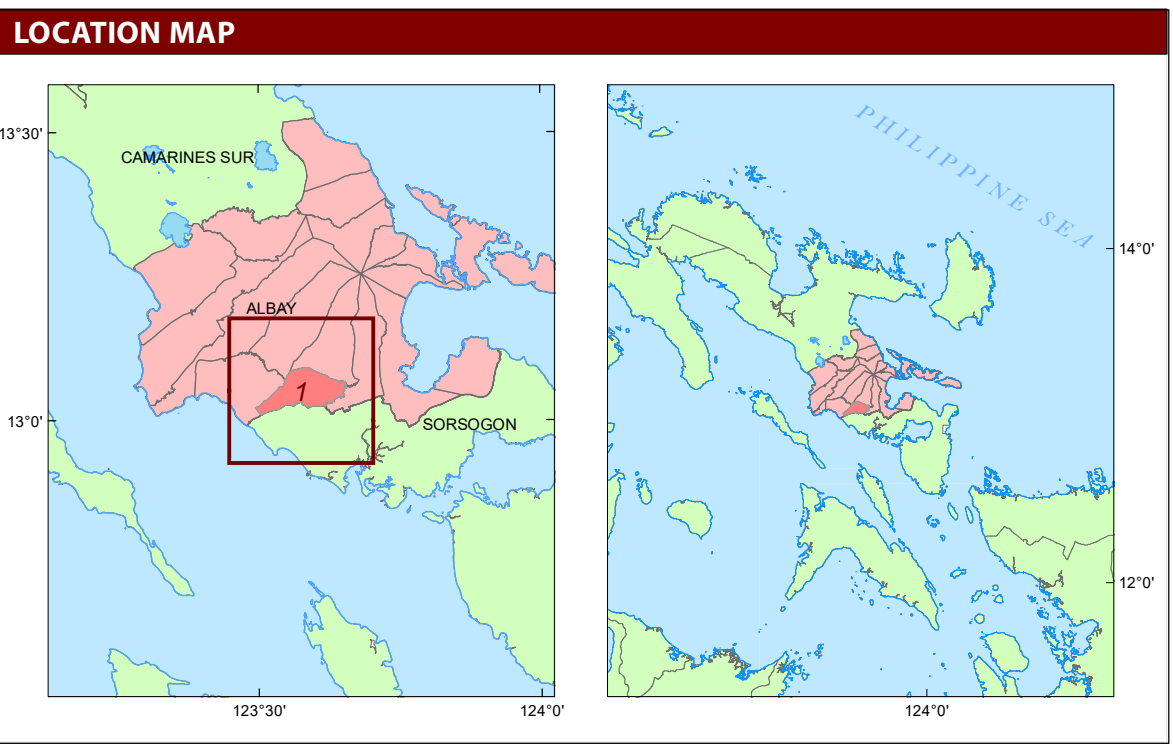 LOCATION MAP
13°30'
CAMARINES SUR
ALBAY
1
13°0'
SORSOGON
123°30'
124°0'
PHILIPPINE SEA
14°0'
12°0'
124°0'